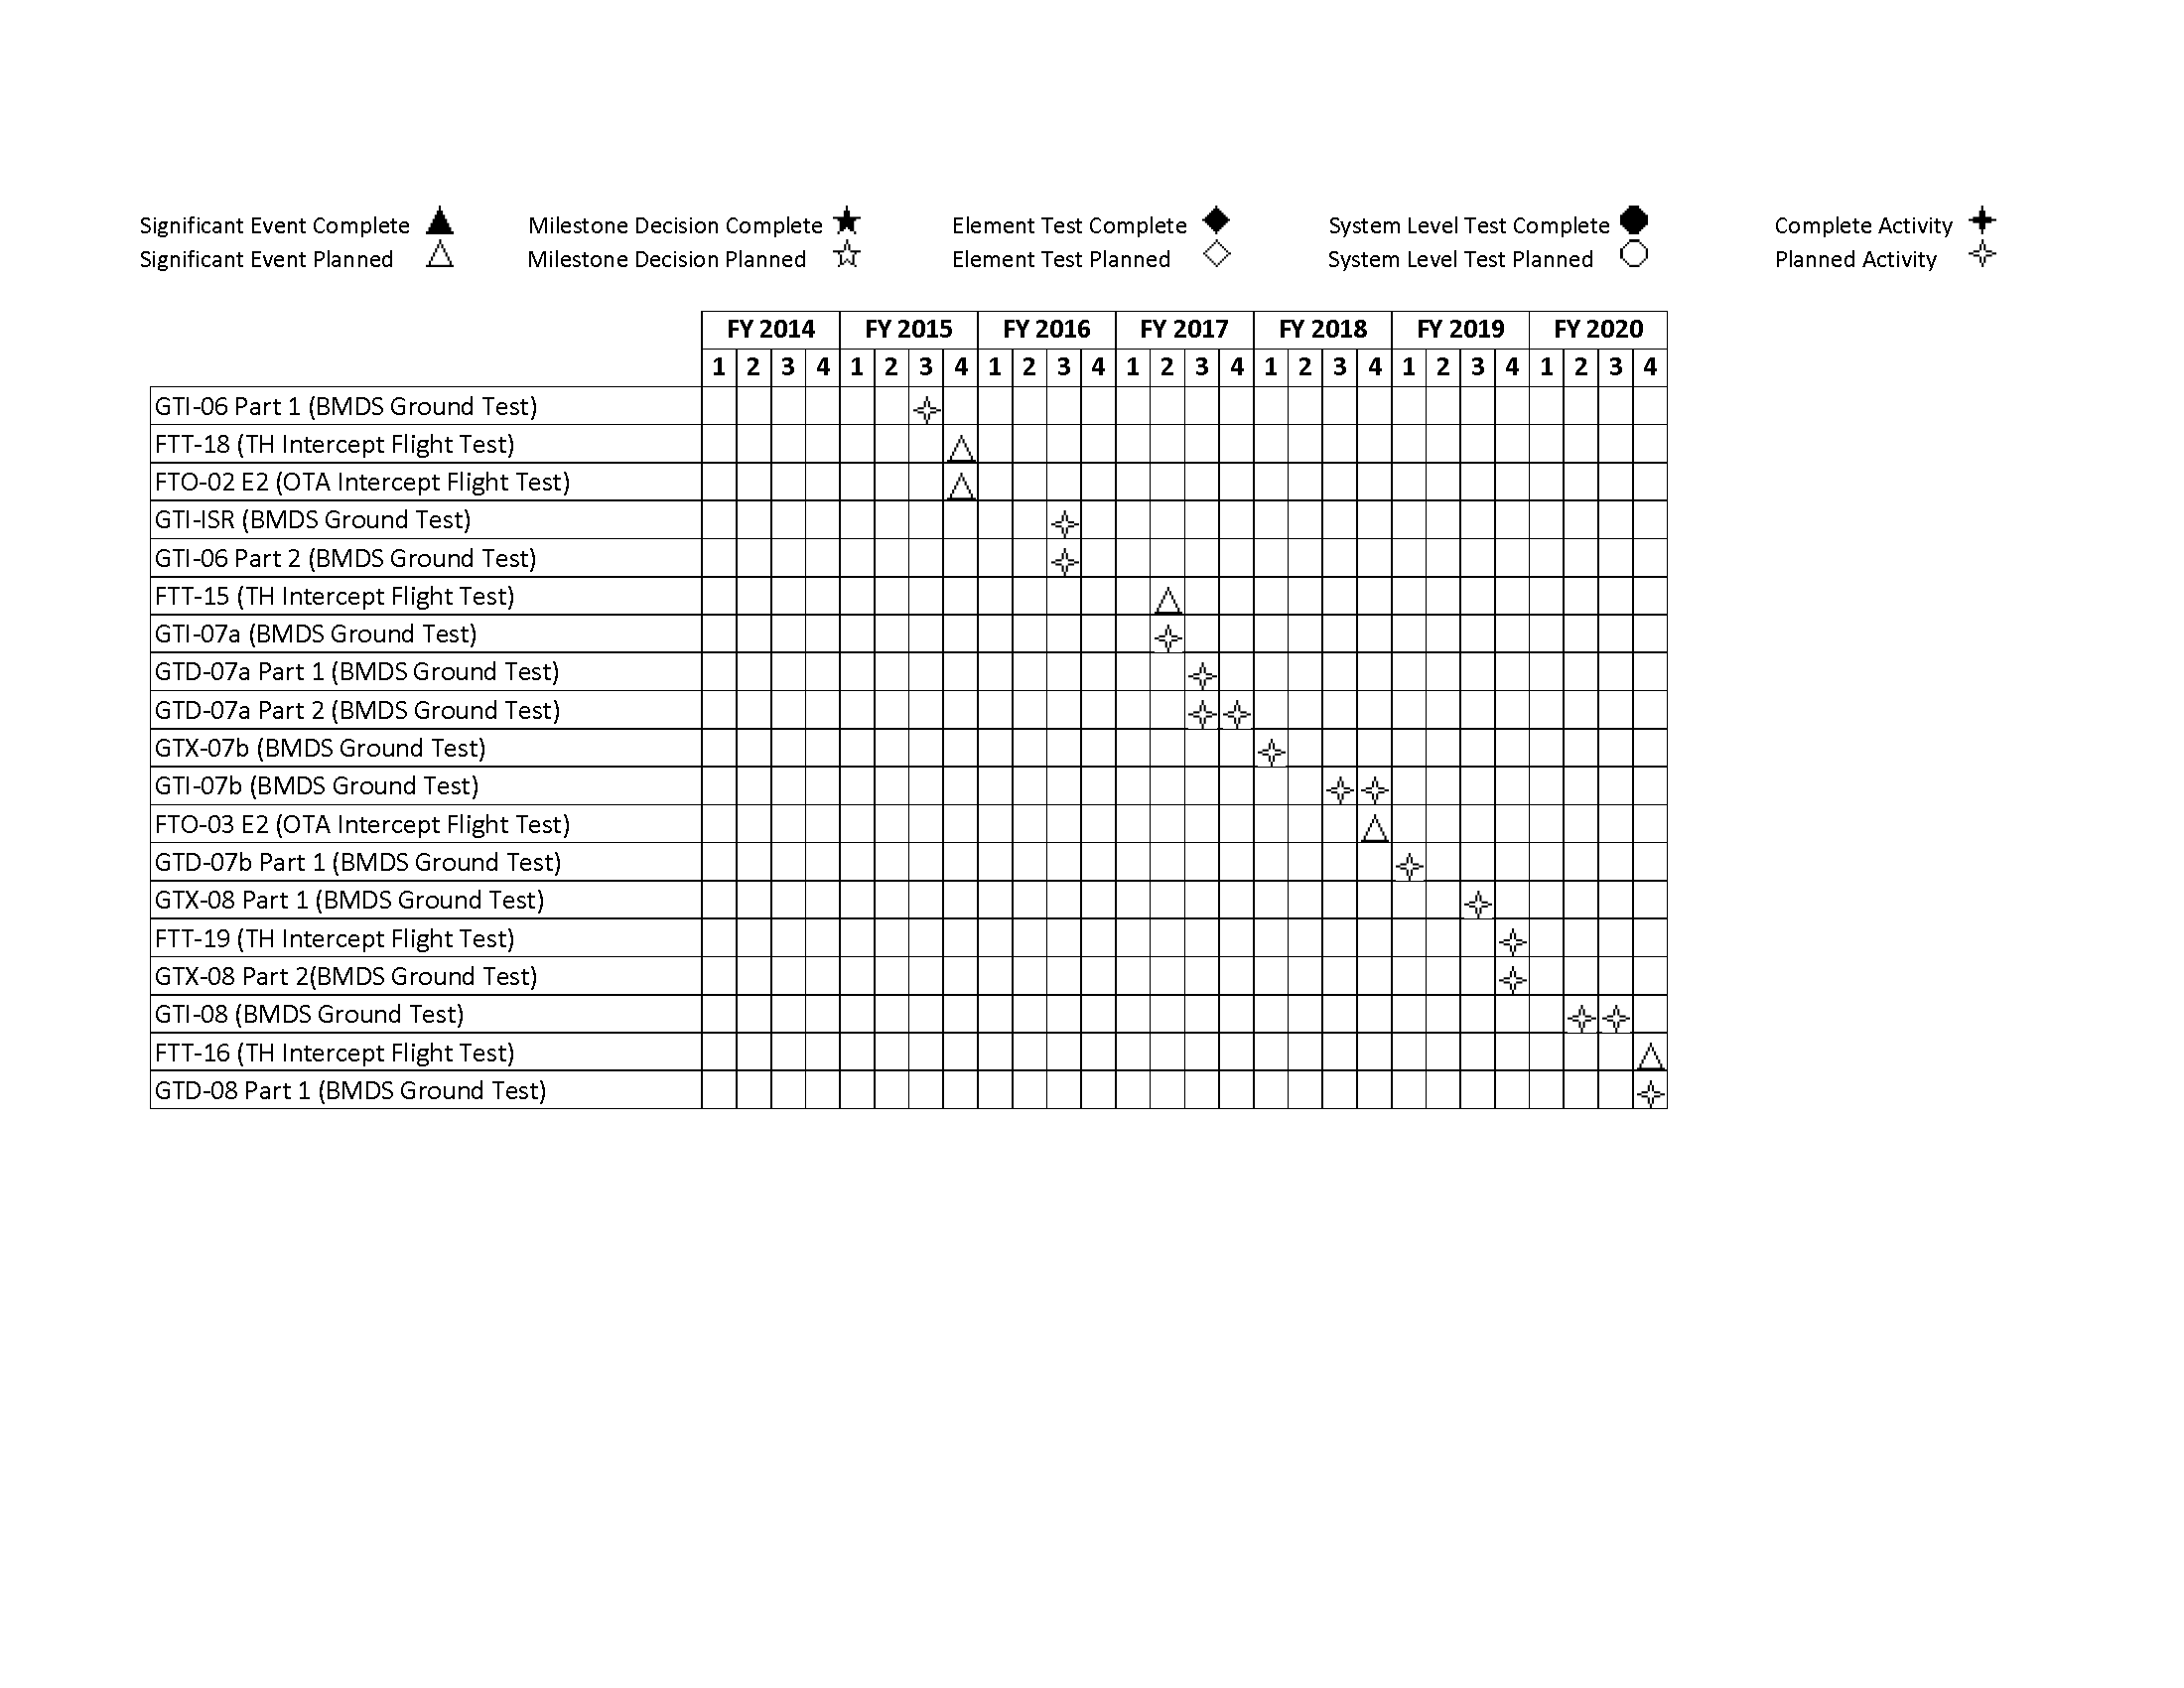 Significant Event Complete Milestone Decision Complete Element Test Complete System Level Test Complete Complete Activity
Significant Event Planned Milestone Decision Planned Element Test Planned System Level Test Planned Planned Activity
FY 2014 FY 2015 FY 2016 FY 2017 FY 2018 FY 2019 FY 2020
1 2 3 4 1 2 3 4 1 2 3 4 1 2 3 4 1 2 3 4 1 2 3 4 1 2 3 4
GTI-06 Part 1 (BMDS Ground Test)
FTT-18 (TH Intercept Flight Test)
FTO-02 E2 (OTA Intercept Flight Test)
GTI-ISR (BMDS Ground Test)
GTI-06 Part 2 (BMDS Ground Test)
FTT-15 (TH Intercept Flight Test)
GTI-07a (BMDS Ground Test)
GTD-07a Part 1 (BMDS Ground Test)
GTD-07a Part 2 (BMDS Ground Test)
GTX-07b (BMDS Ground Test)
GTI-07b (BMDS Ground Test)
FTO-03 E2 (OTA Intercept Flight Test)
GTD-07b Part 1 (BMDS Ground Test)
GTX-08 Part 1 (BMDS Ground Test)
FTT-19 (TH Intercept Flight Test)
GTX-08 Part 2(BMDS Ground Test)
GTI-08 (BMDS Ground Test)
FTT-16 (TH Intercept Flight Test)
GTD-08 Part 1 (BMDS Ground Test)